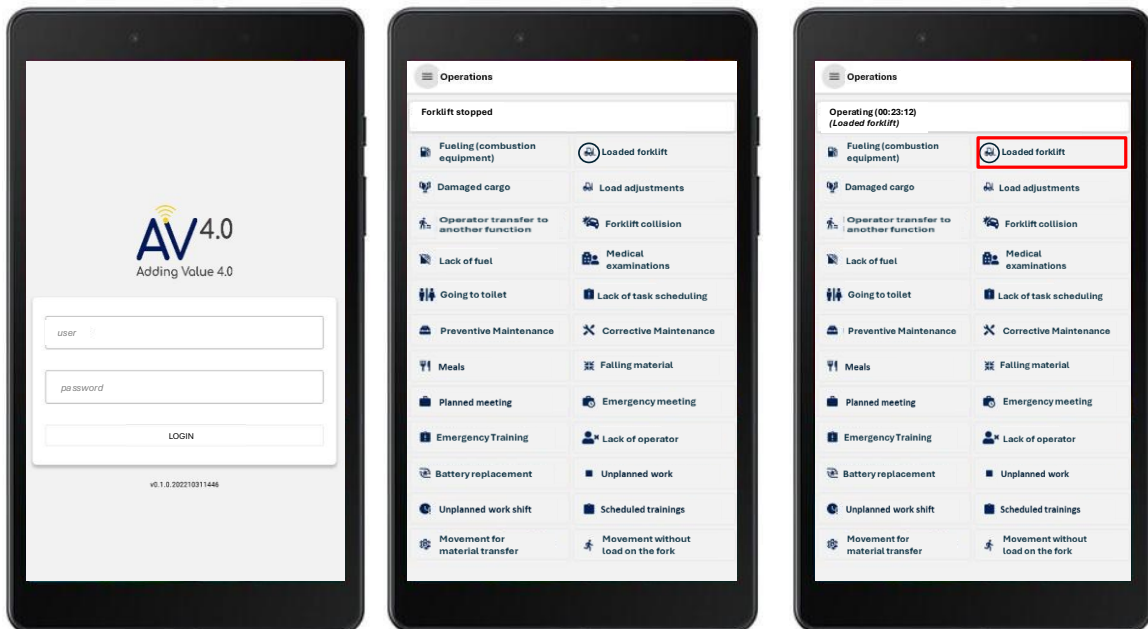 AV 4.0
Adding Value 4.0
user
password
LOGIN
v0.1.0.202210311446
Operations
Forklift stopped
Fueling (combustion
equipment)
Loaded forklift
Damaged cargo
Load adjustments
Operator transfer to
another function
Forklift collision
Lack of fuel
Medical
examinations
Going to toilet
Lack of task scheduling
Preventive Maintenance
Corrective Maintenance
Meals
Falling material
Planned meeting
Emergency meeting
Emergency Training
Lack of operator
Battery replacement
Unplanned work
Unplanned work shift
Scheduled trainings
Movement for
material transfer
Movement without
load on the fork
Operations
Operating (00:23:12)
(Loaded forklift)
Fueling (combustion
equipment)
Loaded forklift
Damaged cargo
Load adjustments
Operator transfer to
another function
Forklift collision
Lack of fuel
Medical
examinations
Going to toilet
Lack of task scheduling
Preventive Maintenance
Corrective Maintenance
Meals
Falling material
Planned meeting
Emergency meeting
Emergency Training
Lack of operator
Battery replacement
Unplanned work
Unplanned work shift
Scheduled trainings
Movement for
material transfer
Movement without
load on the fork